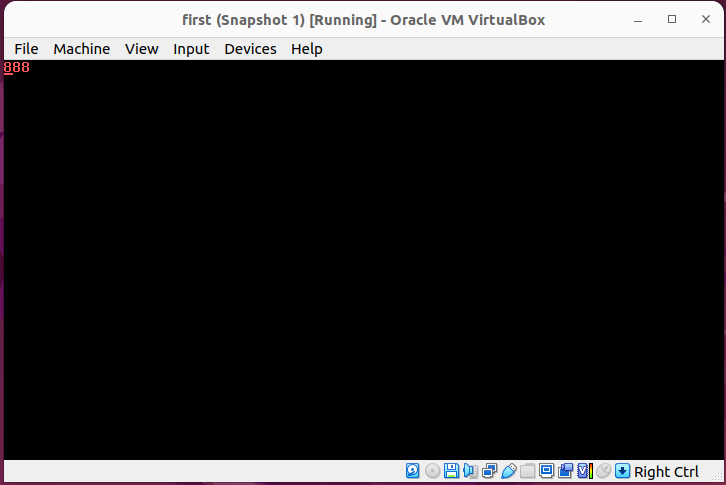 first (Snapshot 1) [Running] - Oracle VM VirtualBox
File Machine View Input Devices Help
888
Right Ctrl